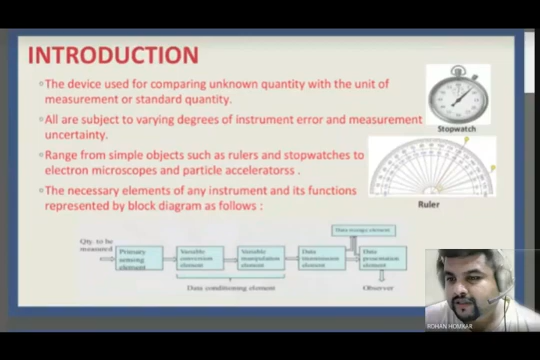 INTRODUCTION
The device used for comparing unknown quantity with the unit of
measurement or standard quantity.
All are subject to varying degrees of instrument error and measurement
uncertainty.
Range from simple objects such as rulers and stopwatches to
electron microscopes and particle acceleratorss .
The necessary elements of any instrument and its functions
represented by block diagram as follows :
Stopwatch
Ruler
Data storage element
Qty. to be
measured
Primary
sensing
element
Variable
conversion
element
Variable
manipulation
element
Data
transmission
element
Data
presentation
element
Data conditioning element
Observer
ROHAN HOMKAR